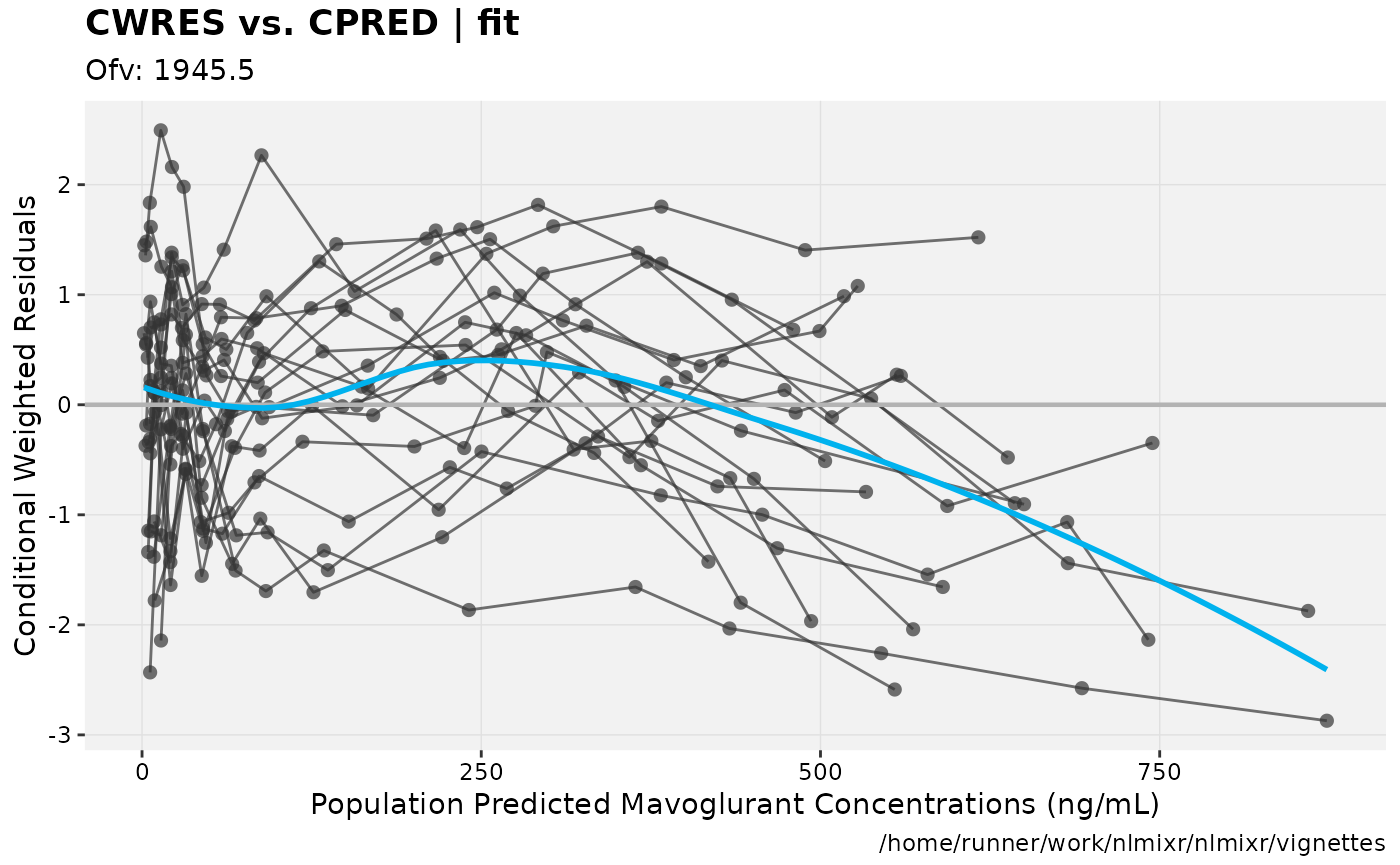 CWRES vs. CPRED | fit
Ofv: 1945.5
Conditional Weighted Residuals
2
1
0
-1
-2
-3
0
250
500
750
Population Predicted Mavoglurant Concentrations (ng/mL)
/home/runner/work/nlmixr/nlmixr/vignettes